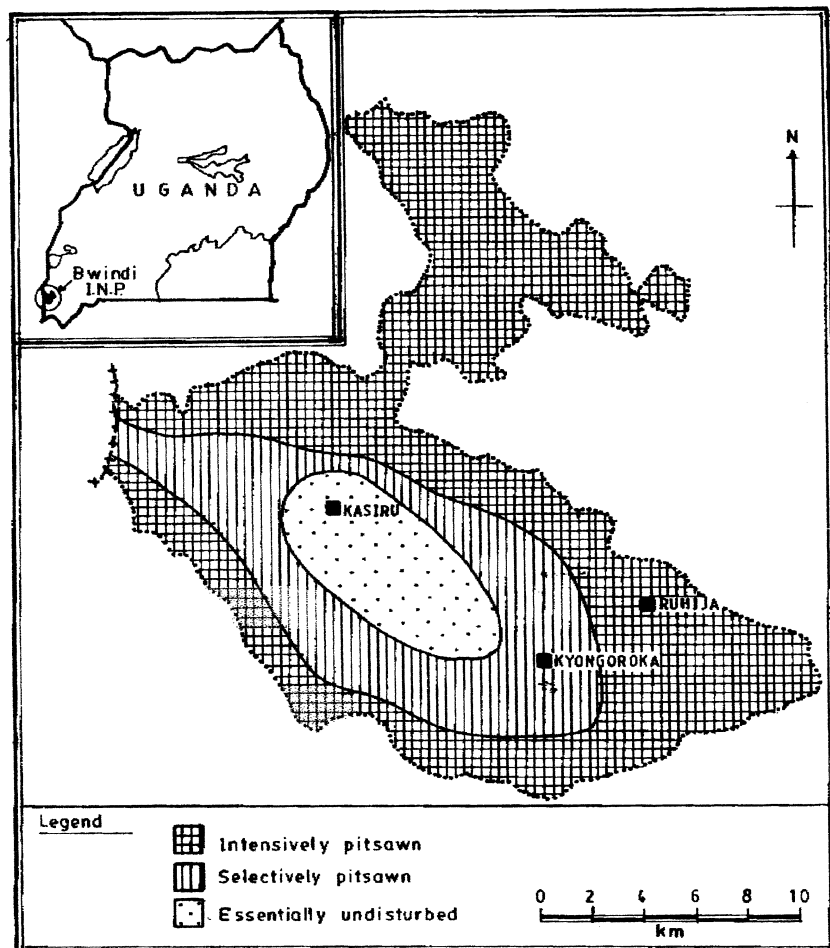 N
UGANDA
Bwindi
I.N.P.
KASIRU
RUHIJA
KYONGOROKA
Legend
Intensively pitsawn
Selectively pitsawn
Essentially undisturbed
0 2 4 6 8 10
km